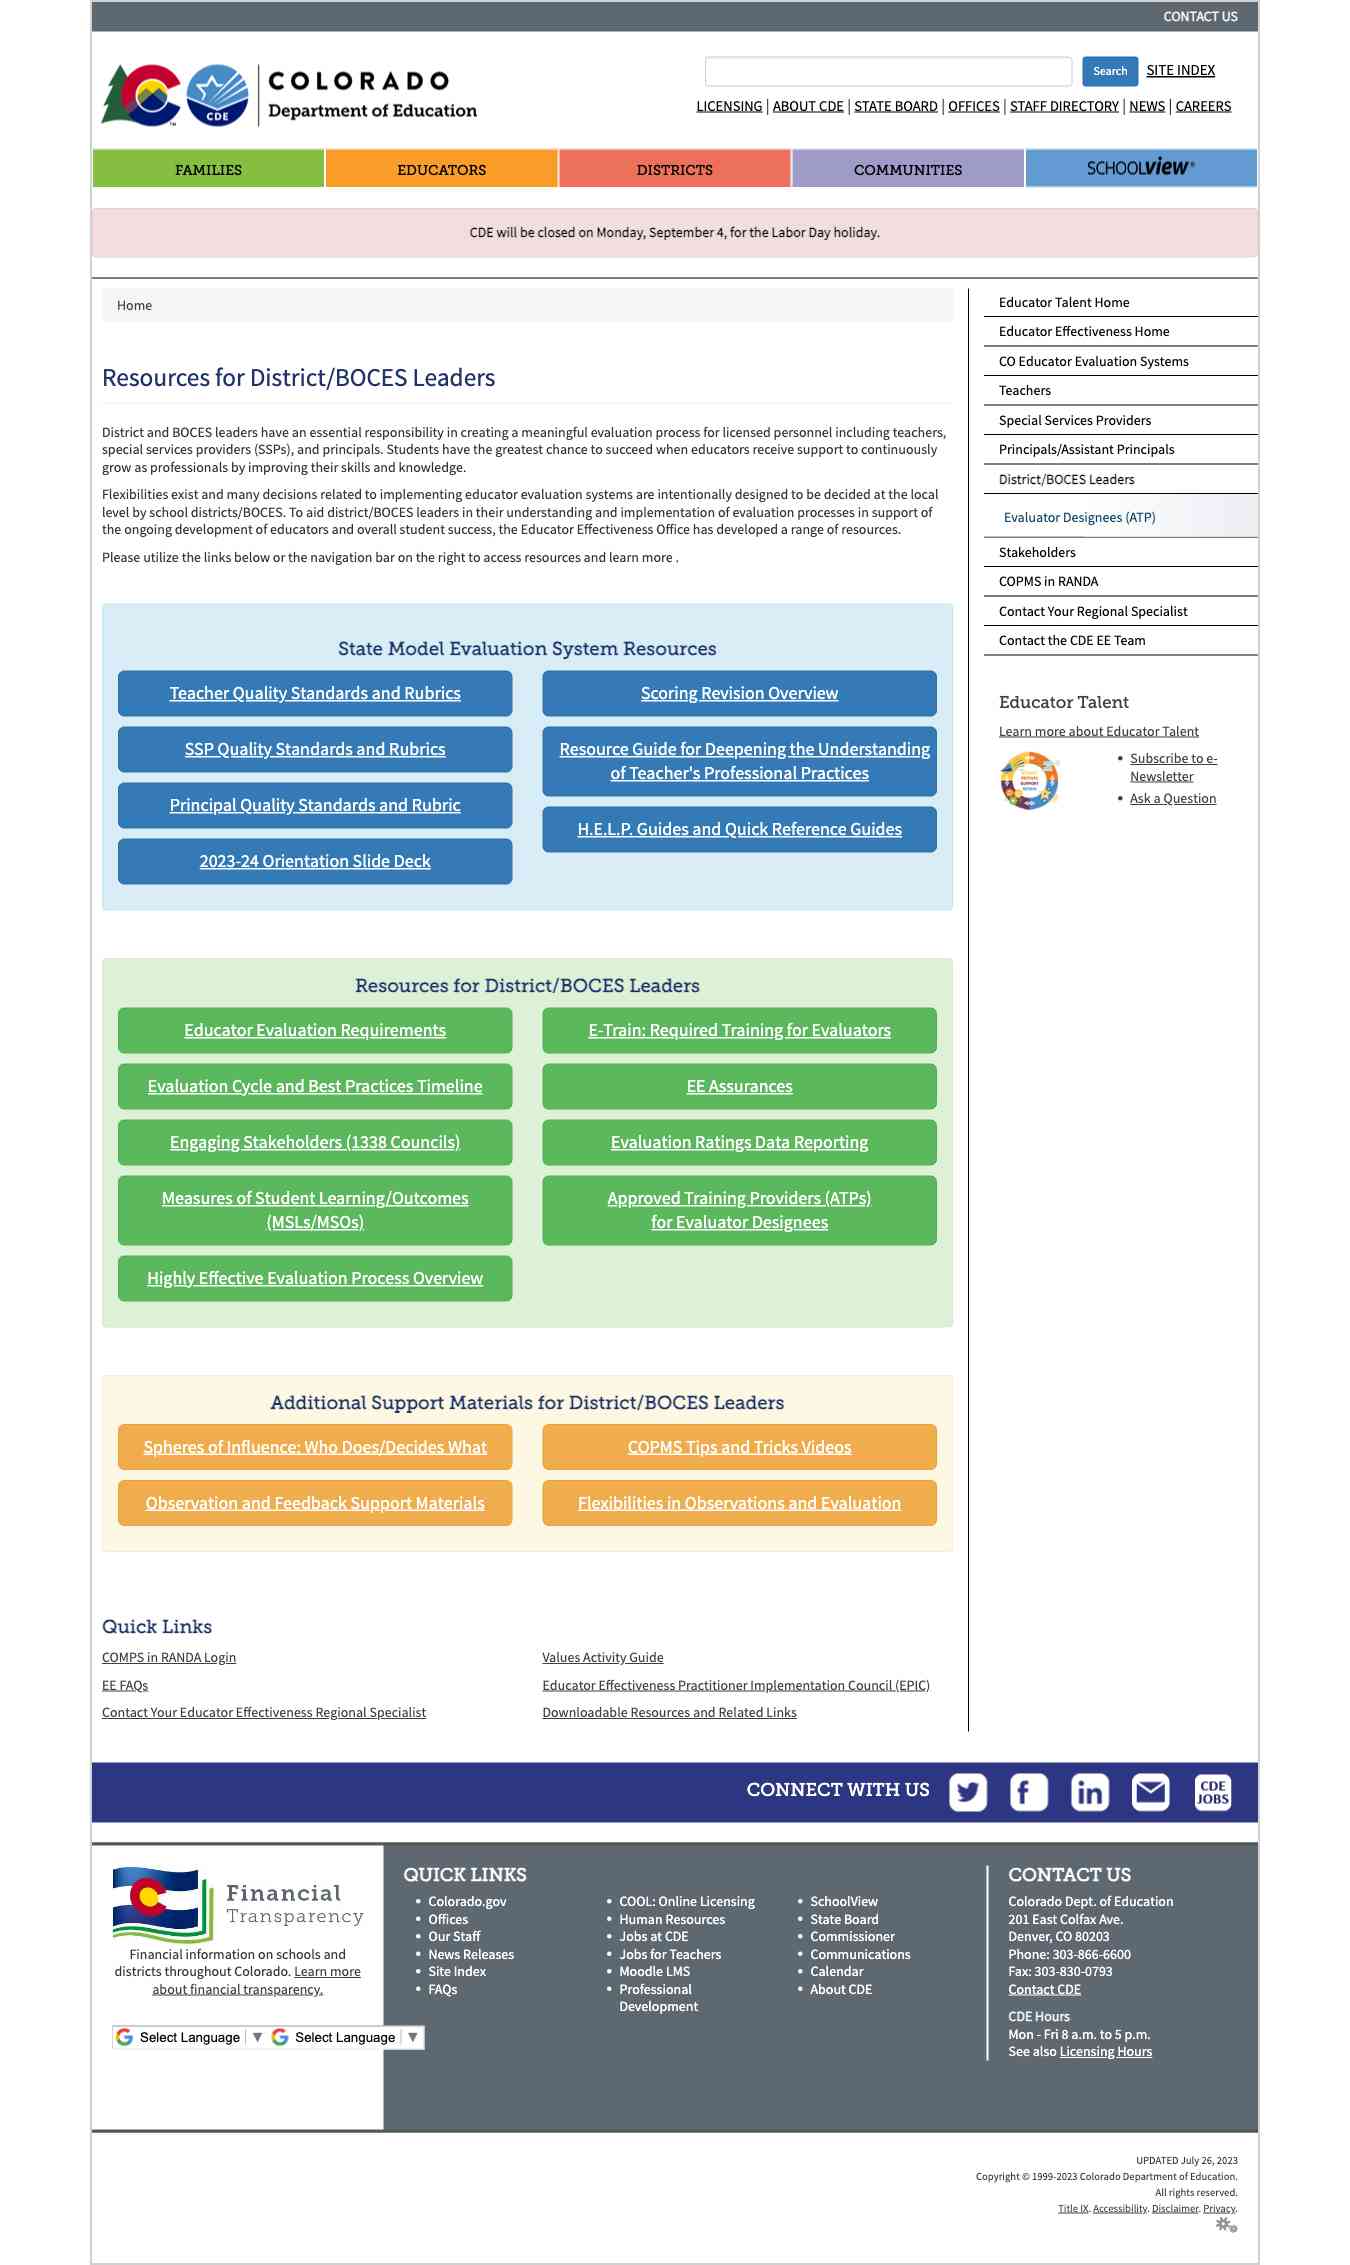 CONTACT US
COLORADO
Department of Education
CDE
TM
Search
SITE INDEX
LICENSING | ABOUT CDE | STATE BOARD | OFFICES | STAFF DIRECTORY | NEWS | CAREERS
FAMILIES
EDUCATORS
DISTRICTS
COMMUNITIES
SCHOOLVIEW®
CDE will be closed on Monday, September 4, for the Labor Day holiday.
Home
Resources for District/BOCES Leaders
District and BOCES leaders have an essential responsibility in creating a meaningful evaluation process for licensed personnel including teachers,
special services providers (SSPs), and principals. Students have the greatest chance to succeed when educators receive support to continuously
grow as professionals by improving their skills and knowledge.
Flexibilities exist and many decisions related to implementing educator evaluation systems are intentionally designed to be decided at the local
level by school districts/BOCES. To aid district/BOCES leaders in their understanding and implementation of evaluation processes in support of
the ongoing development of educators and overall student success, the Educator Effectiveness Office has developed a range of resources.
Please utilize the links below or the navigation bar on the right to access resources and learn more .
State Model Evaluation System Resources
Teacher Quality Standards and Rubrics
SSP Quality Standards and Rubrics
Principal Quality Standards and Rubric
2023-24 Orientation Slide Deck
Scoring Revision Overview
Resource Guide for Deepening the Understanding
of Teacher's Professional Practices
H.E.L.P. Guides and Quick Reference Guides
Resources for District/BOCES Leaders
Educator Evaluation Requirements
Evaluation Cycle and Best Practices Timeline
Engaging Stakeholders (1338 Councils)
Measures of Student Learning/Outcomes
(MSLs/MSOs)
Highly Effective Evaluation Process Overview
E-Train: Required Training for Evaluators
EE Assurances
Evaluation Ratings Data Reporting
Approved Training Providers (ATPs)
for Evaluator Designees
Additional Support Materials for District/BOCES Leaders
Spheres of Influence: Who Does/Decides What
Observation and Feedback Support Materials
COPMS Tips and Tricks Videos
Flexibilities in Observations and Evaluation
Quick Links
COMPS in RANDA Login
EE FAQs
Contact Your Educator Effectiveness Regional Specialist
Values Activity Guide
Educator Effectiveness Practitioner Implementation Council (EPIC)
Downloadable Resources and Related Links
Educator Talent Home
Educator Effectiveness Home
CO Educator Evaluation Systems
Teachers
Special Services Providers
Principals/Assistant Principals
District/BOCES Leaders
Evaluator Designees (ATP)
Stakeholders
COPMS in RANDA
Contact Your Regional Specialist
Contact the CDE EE Team
Educator Talent
Learn more about Educator Talent
• Subscribe to e-
Newsletter
• Ask a Question
CONNECT WITH US
CDE
JOBS
Financial
Transparency
Financial information on schools and
districts throughout Colorado. Learn more
about financial transparency.
Select Language ▼
Select Language ▼
QUICK LINKS
• Colorado.gov
• Offices
• Our Staff
• News Releases
• Site Index
• FAQs
• COOL: Online Licensing
• Human Resources
• Jobs at CDE
• Jobs for Teachers
• Moodle LMS
• Professional
Development
• SchoolView
• State Board
• Commissioner
• Communications
• Calendar
• About CDE
CONTACT US
Colorado Dept. of Education
201 East Colfax Ave.
Denver, CO 80203
Phone: 303-866-6600
Fax: 303-830-0793
Contact CDE
CDE Hours
Mon - Fri 8 a.m. to 5 p.m.
See also Licensing Hours
UPDATED July 26, 2023
Copyright © 1999-2023 Colorado Department of Education.
All rights reserved.
Title IX. Accessibility. Disclaimer. Privacy.